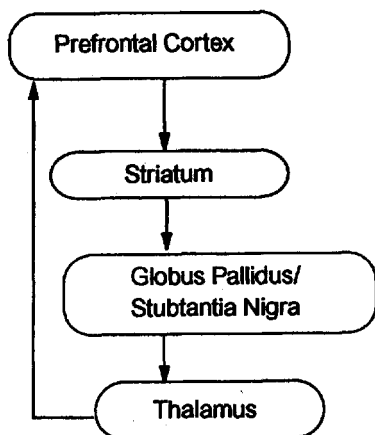 Prefrontal Cortex
Striatum
Globus Pallidus/
Stubtantia Nigra
Thalamus